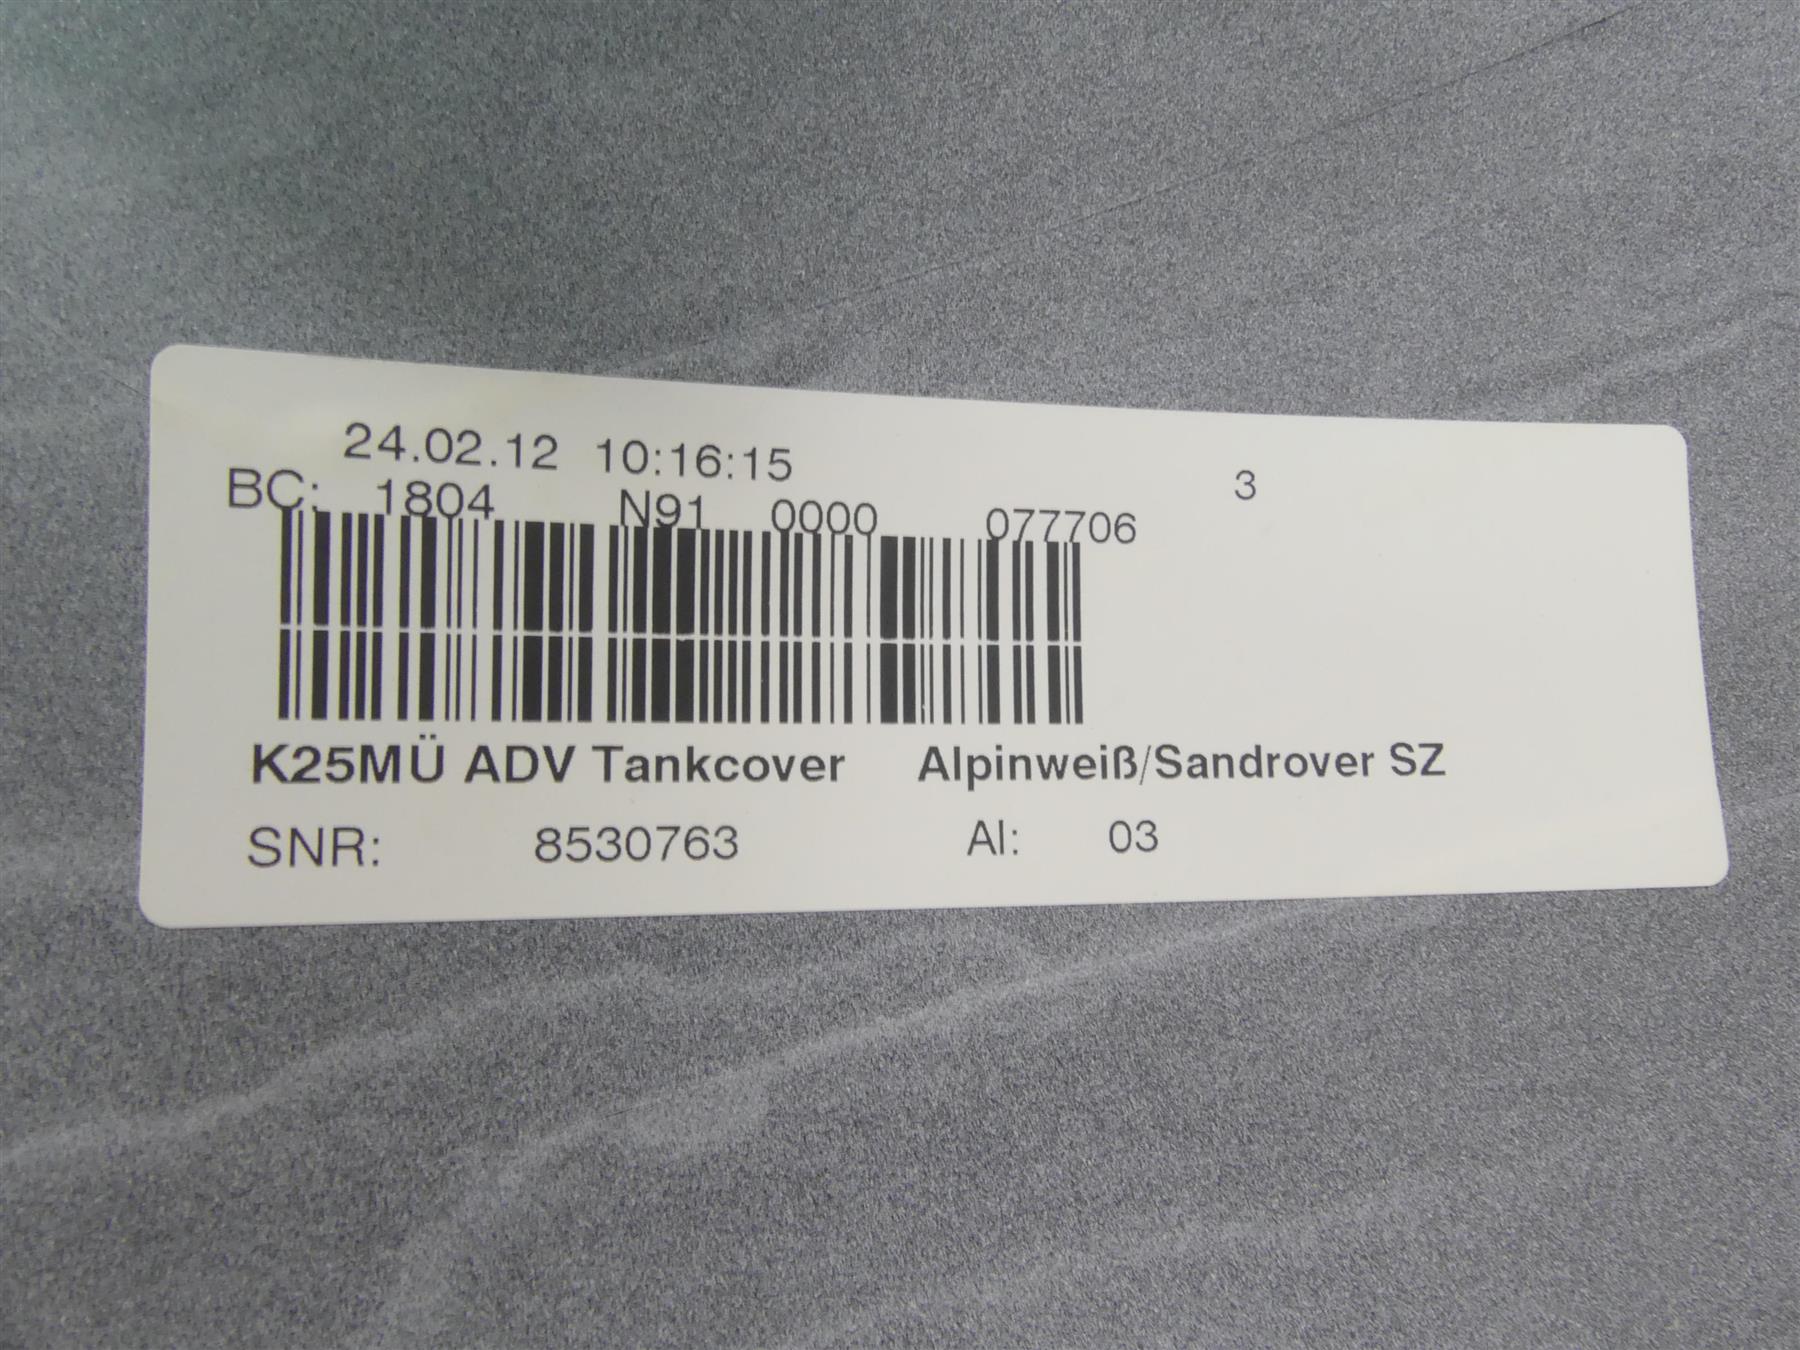 24.02.12 10:16:15 3
BC: 1804 N91 0000 077706
K25MÜ ADV Tankcover Alpinweiß/Sandrover SZ
SNR: 8530763 AI: 03